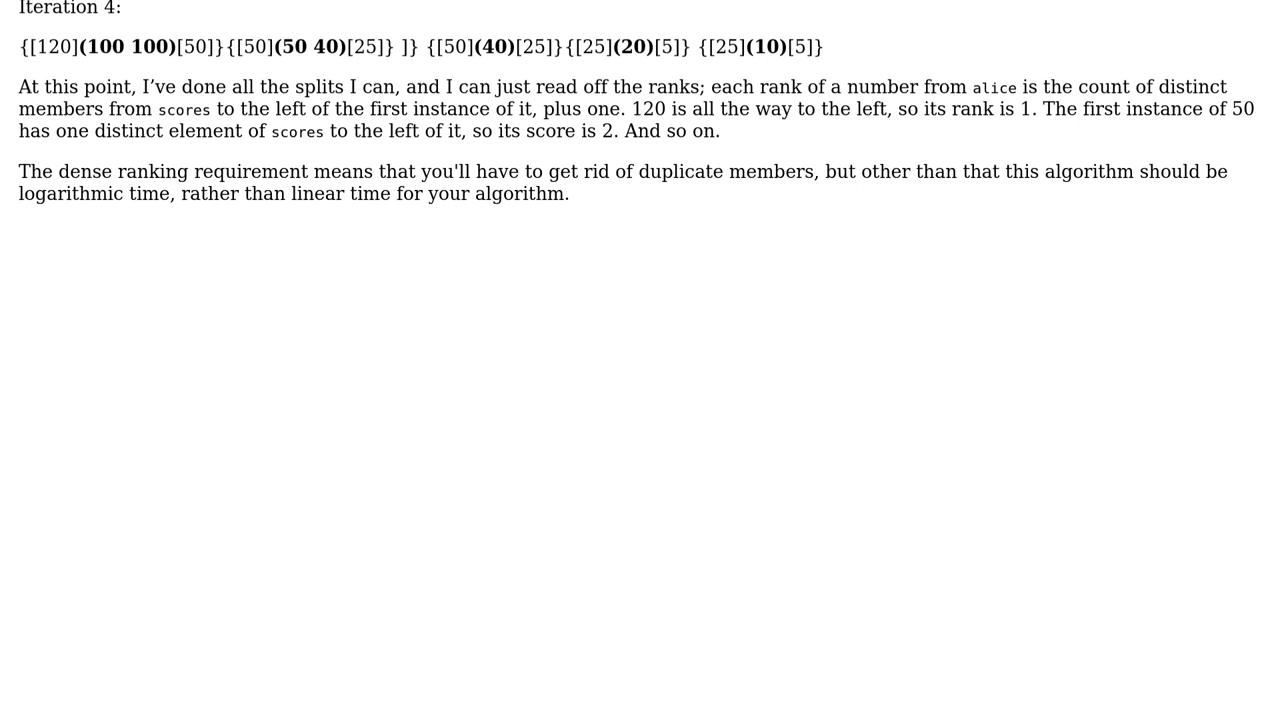 Iteration 4:
{[120](100 100)[50]}{[50](50 40)[25]} ]} {[50](40)[25]}{[25](20)[5]} {[25](10)[5]}
At this point, I’ve done all the splits I can, and I can just read off the ranks; each rank of a number from alice is the count of distinct
members from scores to the left of the first instance of it, plus one. 120 is all the way to the left, so its rank is 1. The first instance of 50
has one distinct element of scores to the left of it, so its score is 2. And so on.
The dense ranking requirement means that you'll have to get rid of duplicate members, but other than that this algorithm should be
logarithmic time, rather than linear time for your algorithm.